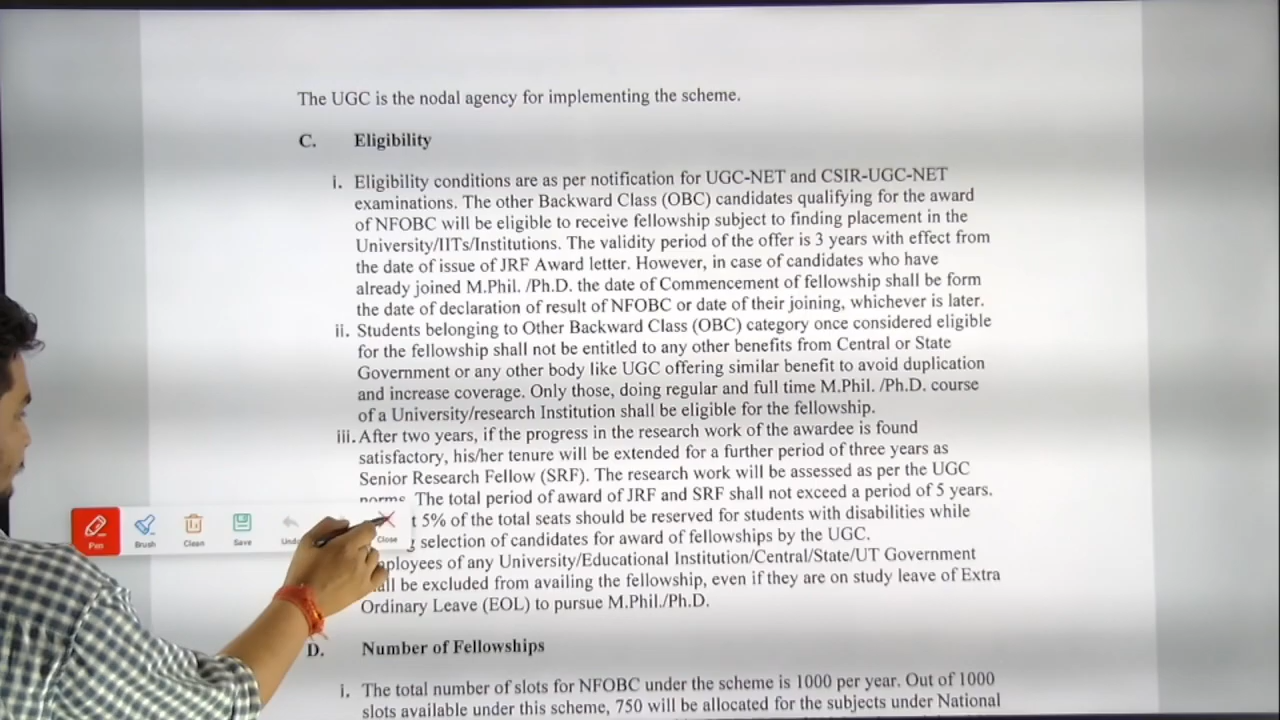 The UGC is the nodal agency for implementing the scheme.
C. Eligibility
i. Eligibility conditions are as per notification for UGC-NET and CSIR-UGC-NET
examinations. The other Backward Class (OBC) candidates qualifying for the award
of NFOBC will be eligible to receive fellowship subject to finding placement in the
University/IITs/Institutions. The validity period of the offer is 3 years with effect from
the date of issue of JRF Award letter. However, in case of candidates who have
already joined M.Phil. /Ph.D. the date of Commencement of fellowship shall be form
the date of declaration of result of NFOBC or date of their joining, whichever is later.
ii. Students belonging to Other Backward Class (OBC) category once considered eligible
for the fellowship shall not be entitled to any other benefits from Central or State
Government or any other body like UGC offering similar benefit to avoid duplication
and increase coverage. Only those, doing regular and full time M.Phil. /Ph.D. course
of a University/research Institution shall be eligible for the fellowship.
iii. After two years, if the progress in the research work of the awardee is found
satisfactory, his/her tenure will be extended for a further period of three years as
Senior Research Fellow (SRF). The research work will be assessed as per the UGC
norms The total period of award of JRF and SRF shall not exceed a period of 5 years.
5% of the total seats should be reserved for students with disabilities while
selection of candidates for award of fellowships by the UGC.
of any University/Educational Institution/Central/State/UT Government
be excluded from availing the fellowship, even if they are on study leave of Extra
Ordinary Leave (EOL) to pursue M.Phil./Ph.D.
Pen Brush Clean Save Close
D. Number of Fellowships
i. The total number of slots for NFOBC under the scheme is 1000 per year. Out of 1000
slots available under this scheme, 750 will be allocated for the subjects under National